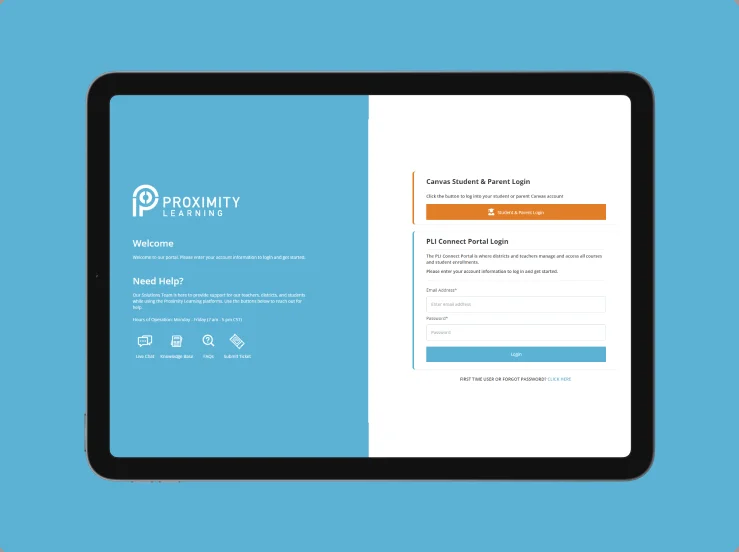 PROXIMITY
LEARNING
Welcome
Welcome to our portal. Please enter your account information to login and get started.
Need Help?
Our Solutions Team is here to provide support for our teachers, districts, and students
while using the Proximity Learning platforms. Use the buttons below to reach out for
help.
Hours of Operation: Monday - Friday (7 am - 5 pm CST)
Live Chat
Knowledge Base
FAQs
Submit Ticket
Canvas Student & Parent Login
Click the button to log into your student or parent Canvas account
Student & Parent Login
PLI Connect Portal Login
The PLI Connect Portal is where districts and teachers manage and access all courses
and student enrollments.
Please enter your account information to log in and get started.
Email Address*
Enter email address
Password*
Password
Login
FIRST TIME USER OR FORGOT PASSWORD? CLICK HERE